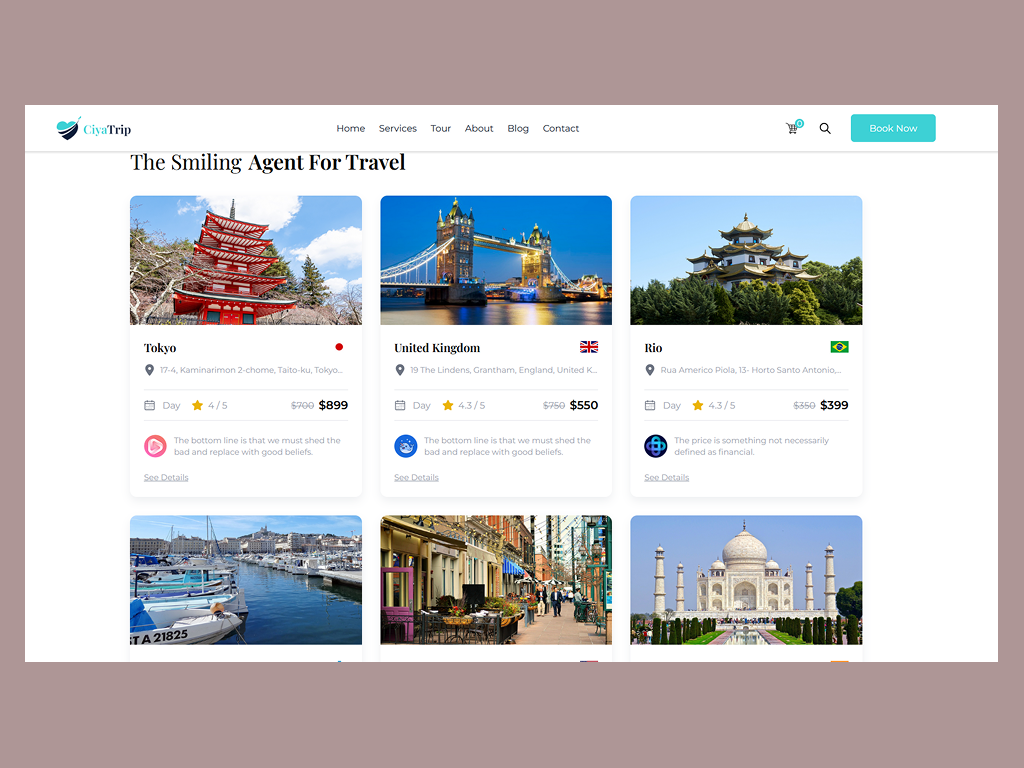 CiyaTrip
Home Services Tour About Blog Contact
0
Book Now
The Smiling Agent For Travel
Tokyo
17-4, Kaminarimon 2-chome, Taito-ku, Tokyo...
Day 4 / 5 $700 $899
The bottom line is that we must shed the
bad and replace with good beliefs.
See Details
United Kingdom
19 The Lindens, Grantham, England, United K...
Day 4.3 / 5 $750 $550
The bottom line is that we must shed the
bad and replace with good beliefs.
See Details
Rio
Rua Americo Piola, 13- Horto Santo Antonio,...
Day 4.3 / 5 $350 $399
The price is something not necessarily
defined as financial.
See Details
ST A 21825